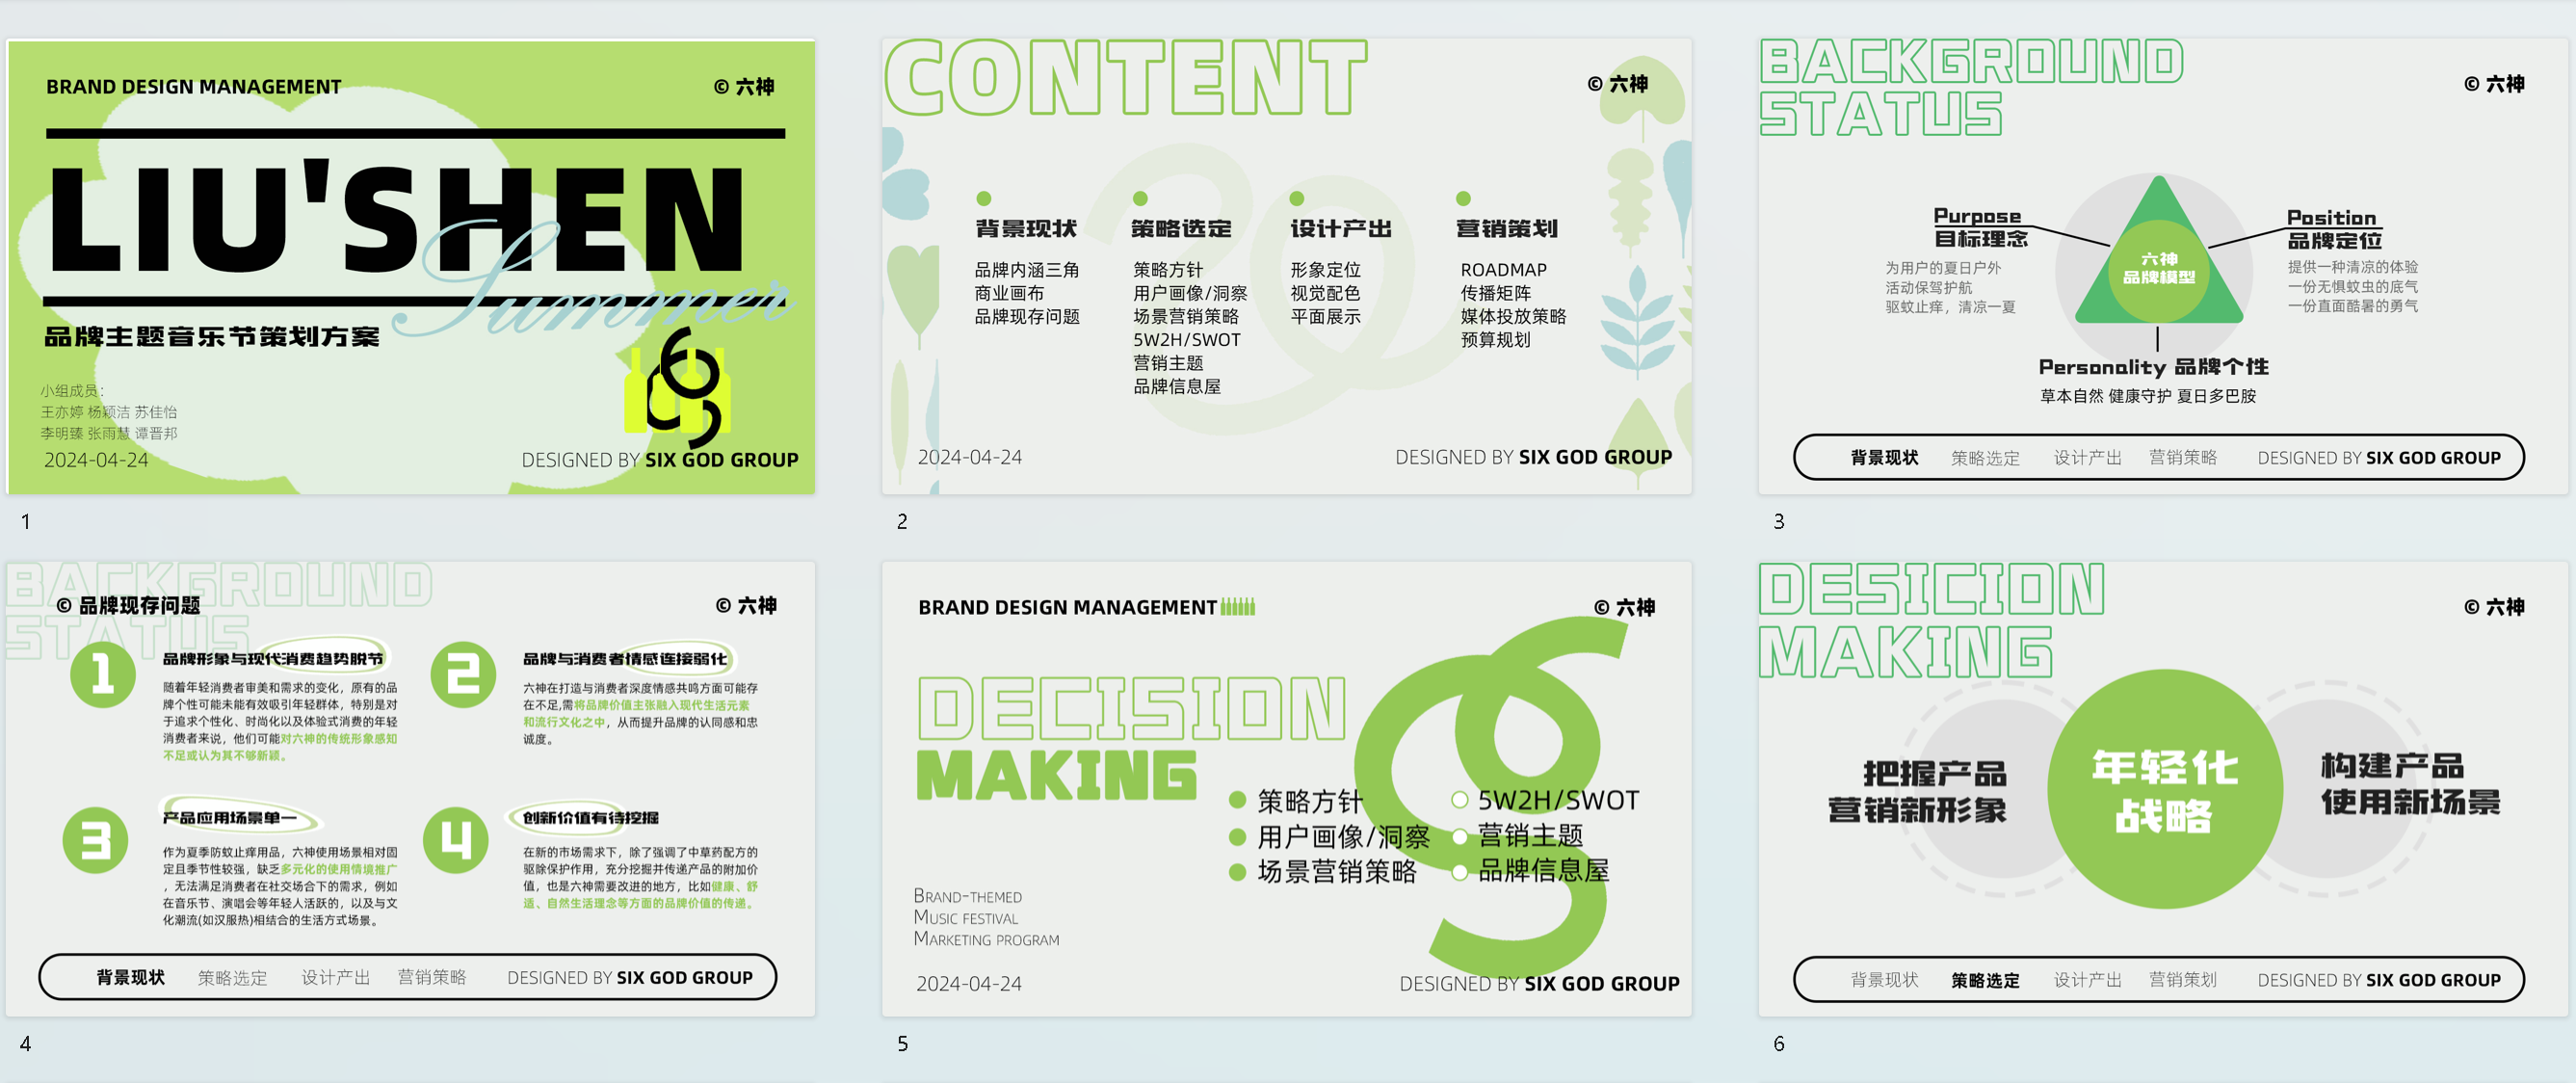 BRAND DESIGN MANAGEMENT
© 六神
LIU'SHEN
Summer
品牌主题音乐节策划方案
小组成员：
王亦婷 杨颖洁 苏佳怡
李明臻 张雨慧 谭晋邦
2024-04-24
DESIGNED BY SIX GOD GROUP
1
CONTENT
© 六神
背景现状
品牌内涵三角
商业画布
品牌现存问题
策略选定
策略方针
用户画像/洞察
场景营销策略
5W2H/SWOT
营销主题
品牌信息屋
设计产出
形象定位
视觉配色
平面展示
营销策划
ROADMAP
传播矩阵
媒体投放策略
预算规划
2024-04-24
DESIGNED BY SIX GOD GROUP
2
BACKGROUND
STATUS
© 六神
Purpose
目标理念
为用户的夏日户外
活动保驾护航
驱蚊止痒，清凉一夏
六神
品牌模型
Position
品牌定位
提供一种清凉的体验
一份无惧蚊虫的底气
一份直面酷暑的勇气
Personality 品牌个性
草本自然 健康守护 夏日多巴胺
背景现状 策略选定 设计产出 营销策略 DESIGNED BY SIX GOD GROUP
3
BACKGROUND
STATUS
© 品牌现存问题
© 六神
1
品牌形象与现代消费趋势脱节
随着年轻消费者审美和需求的变化，原有的品
牌个性可能未能有效吸引年轻群体，特别是对
于追求个性化、时尚化以及体验式消费的年轻
消费者来说，他们可能对六神的传统形象感知
不足或认为其不够新颖。
2
品牌与消费者情感连接弱化
六神在打造与消费者深度情感共鸣方面可能存
在不足,需将品牌价值主张融入现代生活元素
和流行文化之中，从而提升品牌的认同感和忠
诚度。
3
产品应用场景单一
作为夏季防蚊止痒用品，六神使用场景相对固
定且季节性较强，缺乏多元化的使用情境推广
，无法满足消费者在社交场合下的需求，例如
在音乐节、演唱会等年轻人活跃的，以及与文
化潮流(如汉服热)相结合的生活方式场景。
4
创新价值有待挖掘
在新的市场需求下，除了强调了中草药配方的
驱除保护作用，充分挖掘并传递产品的附加价
值，也是六神需要改进的地方，比如健康、舒
适、自然生活理念等方面的品牌价值的传递。
背景现状 策略选定 设计产出 营销策略 DESIGNED BY SIX GOD GROUP
4
BRAND DESIGN MANAGEMENT
© 六神
DECISION
MAKING
策略方针
用户画像/洞察
场景营销策略
5W2H/SWOT
营销主题
品牌信息屋
BRAND-THEMED
MUSIC FESTIVAL
MARKETING PROGRAM
2024-04-24
DESIGNED BY SIX GOD GROUP
5
DESICION
MAKING
© 六神
把握产品
营销新形象
年轻化
战略
构建产品
使用新场景
背景现状 策略选定 设计产出 营销策划 DESIGNED BY SIX GOD GROUP
6